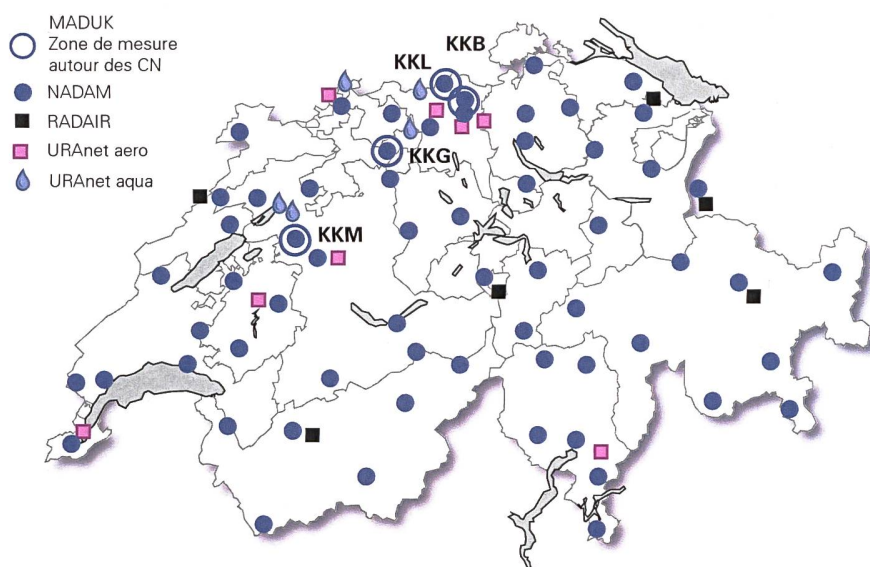 MADUK
Zone de mesure
autour des CN
NADAM
RADAIR
URAnet aero
URAnet aqua
KKB
KKL
KKG
KKM